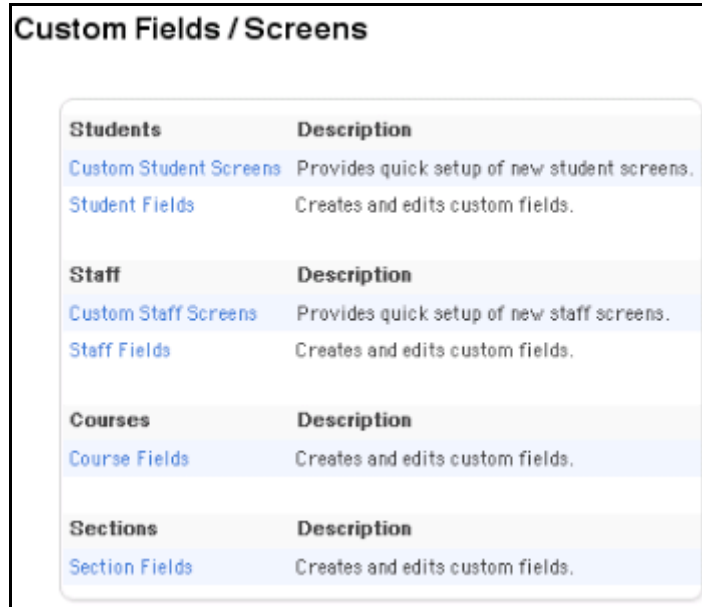 Custom Fields / Screens
Students Description
Custom Student Screens Provides quick setup of new student screens.
Student Fields Creates and edits custom fields.
Staff Description
Custom Staff Screens Provides quick setup of new staff screens.
Staff Fields Creates and edits custom fields.
Courses Description
Course Fields Creates and edits custom fields.
Sections Description
Section Fields Creates and edits custom fields.